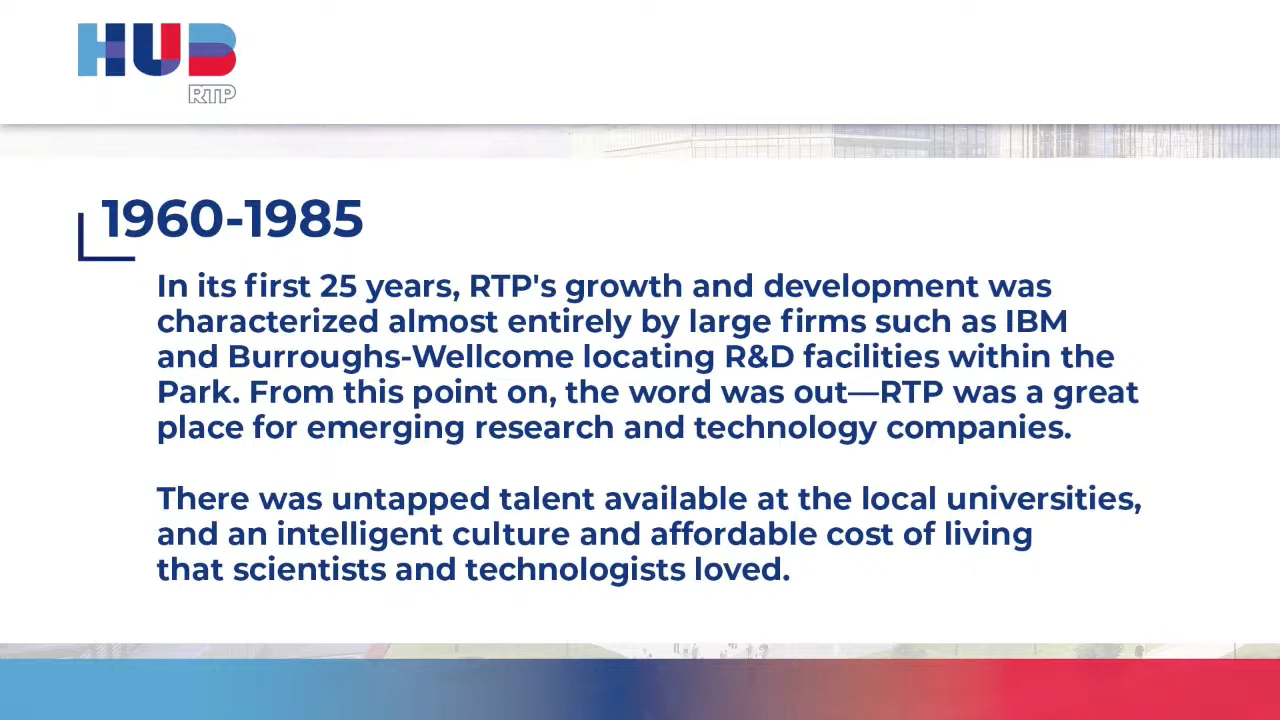 HUB
RTP
1960-1985
In its first 25 years, RTP's growth and development was
characterized almost entirely by large firms such as IBM
and Burroughs-Wellcome locating R&D facilities within the
Park. From this point on, the word was out—RTP was a great
place for emerging research and technology companies.
There was untapped talent available at the local universities,
and an intelligent culture and affordable cost of living
that scientists and technologists loved.